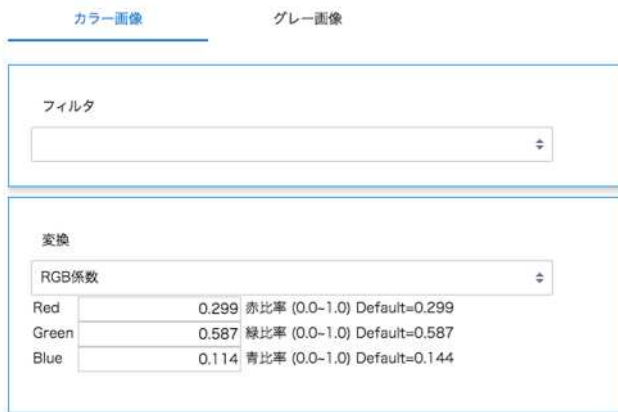 カラー画像 グレー画像
フィルタ
変換
RGB係数
Red 0.299 赤比率 (0.0~1.0) Default=0.299
Green 0.587 緑比率 (0.0~1.0) Default=0.587
Blue 0.114 青比率 (0.0~1.0) Default=0.144